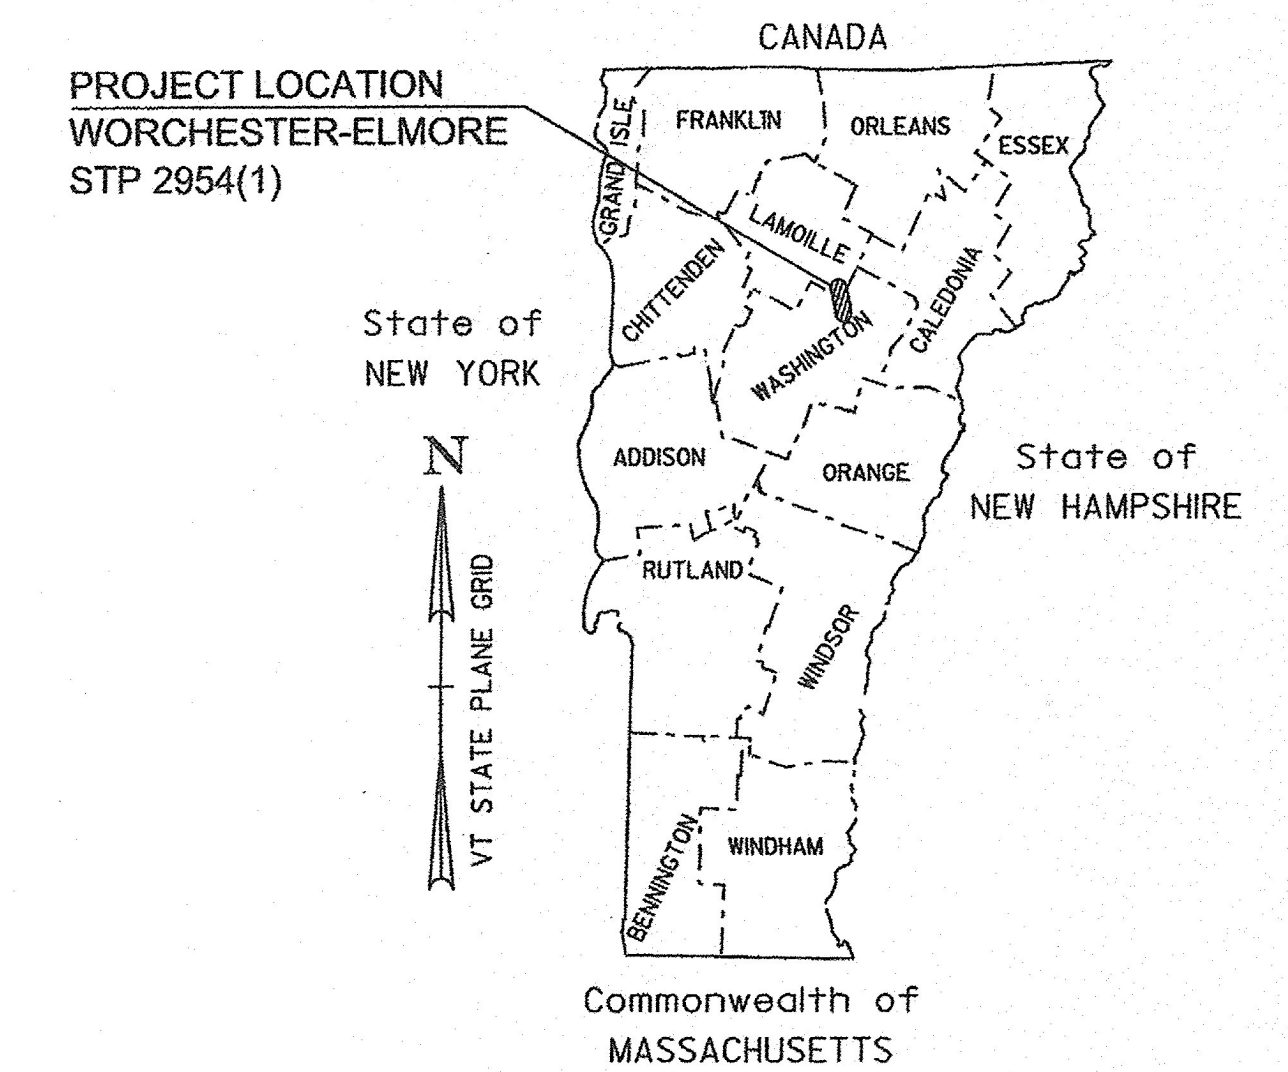 CANADA
PROJECT LOCATION
WORCHESTER-ELMORE
STP 2954(1)
GRAND ISLE
FRANKLIN
ORLEANS
ESSEX
LAMOILLE
CHITTENDEN
CALEDONIA
WASHINGTON
State of
NEW YORK
ADDISON
ORANGE
State of
NEW HAMPSHIRE
N
VT STATE PLANE GRID
RUTLAND
WINDSOR
BENNINGTON
WINDHAM
Commonwealth of
MASSACHUSETTS